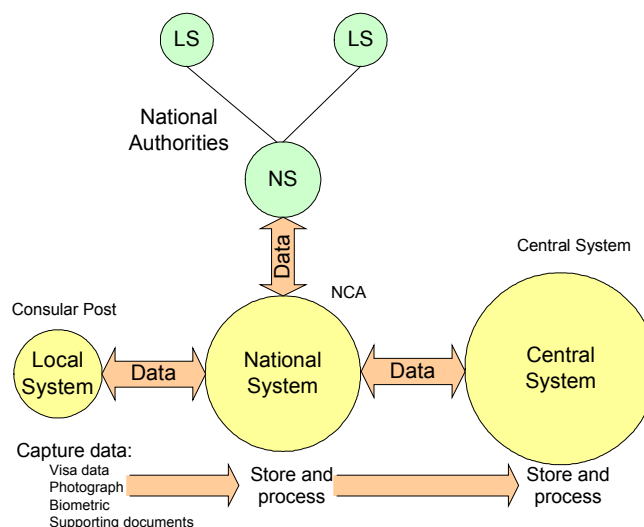 LS
LS
National
Authorities
NS
Data
Central System
NCA
Consular Post
Local
System
Data
National
System
Data
Central
System
Capture data:
Visa data
Photograph
Biometric
Supporting documents
Store and
process
Store and
process